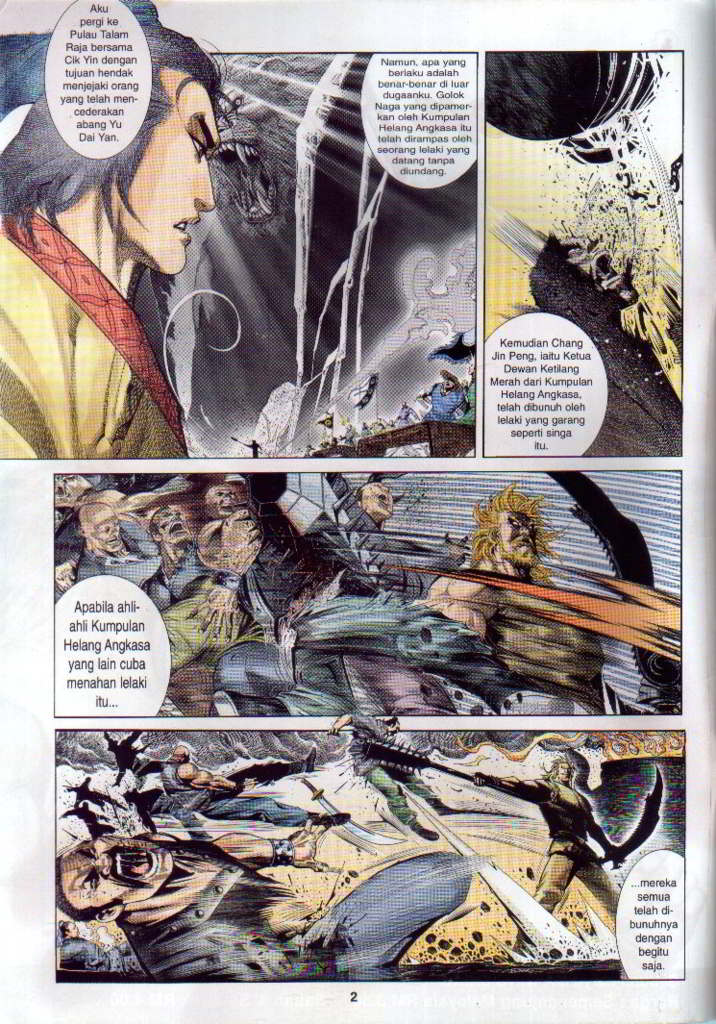 Aku
pergi ke
Pulau Talam
Raja bersama
Cik Yin dengan
tujuan hendak
menjejaki orang
yang telah men-
cederakan
abang Yu
Dai Yan.
Namun, apa yang
berlaku adalah
benar-benar di luar
dugaanku. Golok
Naga yang dipamer-
kan oleh Kumpulan
Helang Angkasa itu
telah dirampas oleh
seorang lelaki yang
datang tanpa
diundang.
Kemudian Chang
Jin Peng, iaitu Ketua
Dewan Ketilang
Merah dari Kumpulan
Helang Angkasa,
telah dibunuh oleh
lelaki yang garang
seperti singa
itu.
Apabila ahli-
ahli Kumpulan
Helang Angkasa
yang lain cuba
menahan lelaki
itu...
...mereka
semua
telah di-
bunuhnya
dengan
begitu
saja.
2